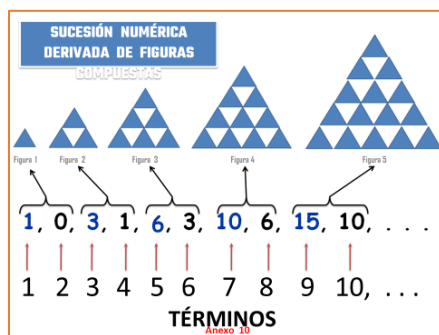 SUCESIÓN NUMÉRICA
DERIVADA DE FIGURAS
COMPUESTAS
Figura 1 Figura 2 Figura 3 Figura 4 Figura 5
1, 0, 3, 1, 6, 3, 10, 6, 15, 10, . . .
1 2 3 4 5 6 7 8 9 10, . . .
TÉRMINOS
Anexo 10